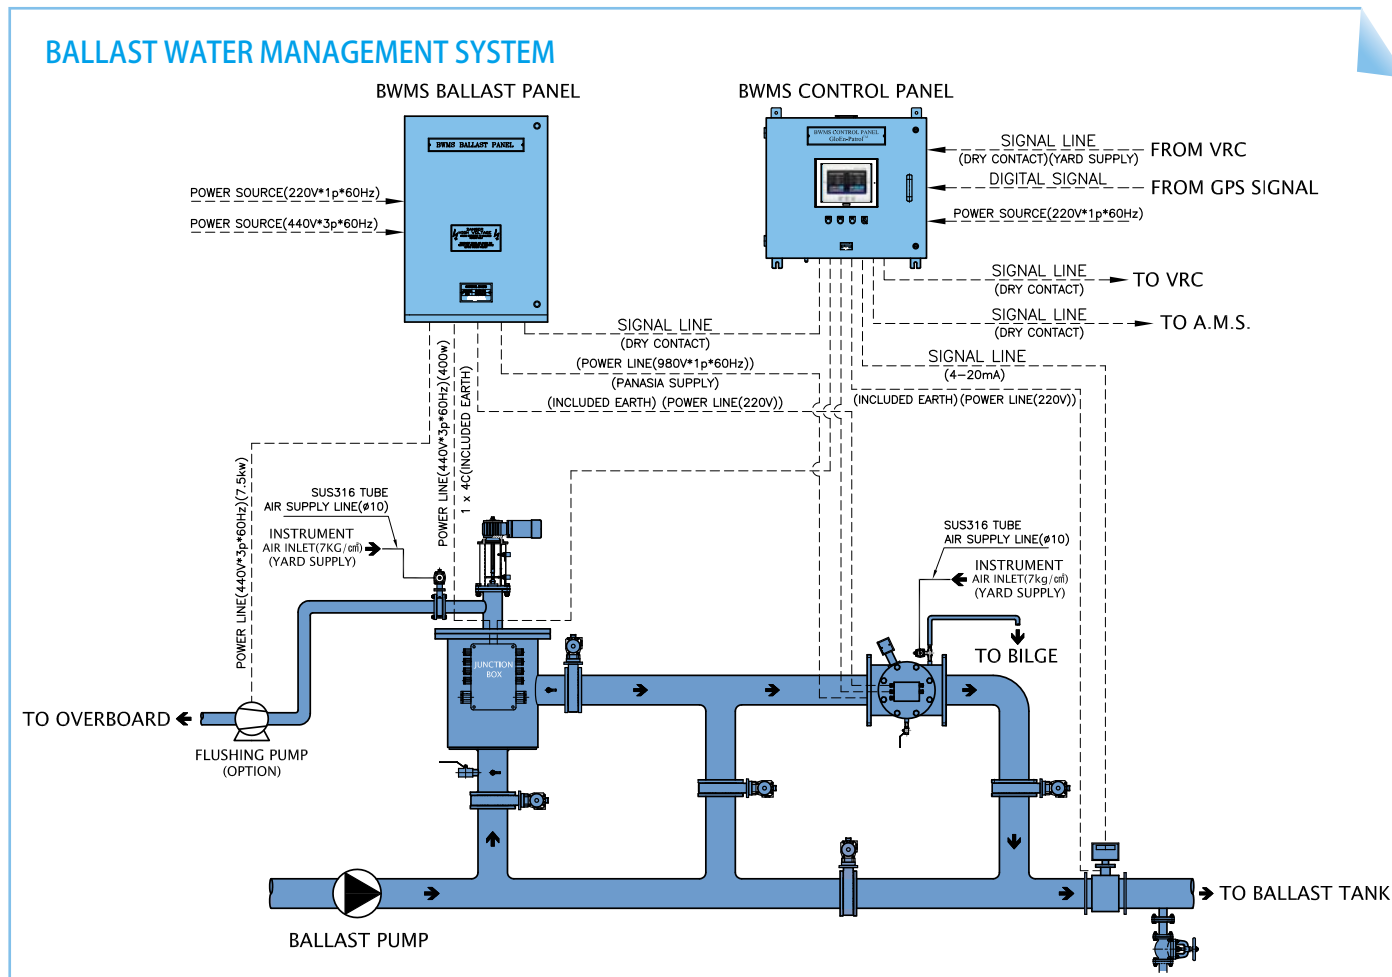 BALLAST WATER MANAGEMENT SYSTEM
BWMS BALLAST PANEL
BWMS CONTROL PANEL
BWMS BALLAST PANEL
BWMS CONTROL PANEL
GloEn-Patrol
POWER SOURCE(220V*1p*60Hz)
POWER SOURCE(440V*3p*60Hz)
SIGNAL LINE
(DRY CONTACT)(YARD SUPPLY)
FROM VRC
DIGITAL SIGNAL
FROM GPS SIGNAL
POWER SOURCE(220V*1p*60Hz)
SIGNAL LINE
(DRY CONTACT)
TO VRC
SIGNAL LINE
(DRY CONTACT)
TO A.M.S.
SIGNAL LINE
(DRY CONTACT)
SIGNAL LINE
(4-20mA)
(POWER LINE(980V*1p*60Hz))
(PANASIA SUPPLY)
(INCLUDED EARTH) (POWER LINE(220V))
(INCLUDED EARTH) (POWER LINE(220V))
POWER LINE(440V*3p*60Hz)(7.5kw)
POWER LINE(440V*3p*60Hz)(400w)
1 x 4C(INCLUDED EARTH)
SUS316 TUBE
AIR SUPPLY LINE(ø10)
INSTRUMENT
AIR INLET(7KG/㎠)
(YARD SUPPLY)
SUS316 TUBE
AIR SUPPLY LINE(ø10)
INSTRUMENT
AIR INLET(7kg/㎠)
(YARD SUPPLY)
TO BILGE
JUNCTION
BOX
TO OVERBOARD
FLUSHING PUMP
(OPTION)
BALLAST PUMP
TO BALLAST TANK